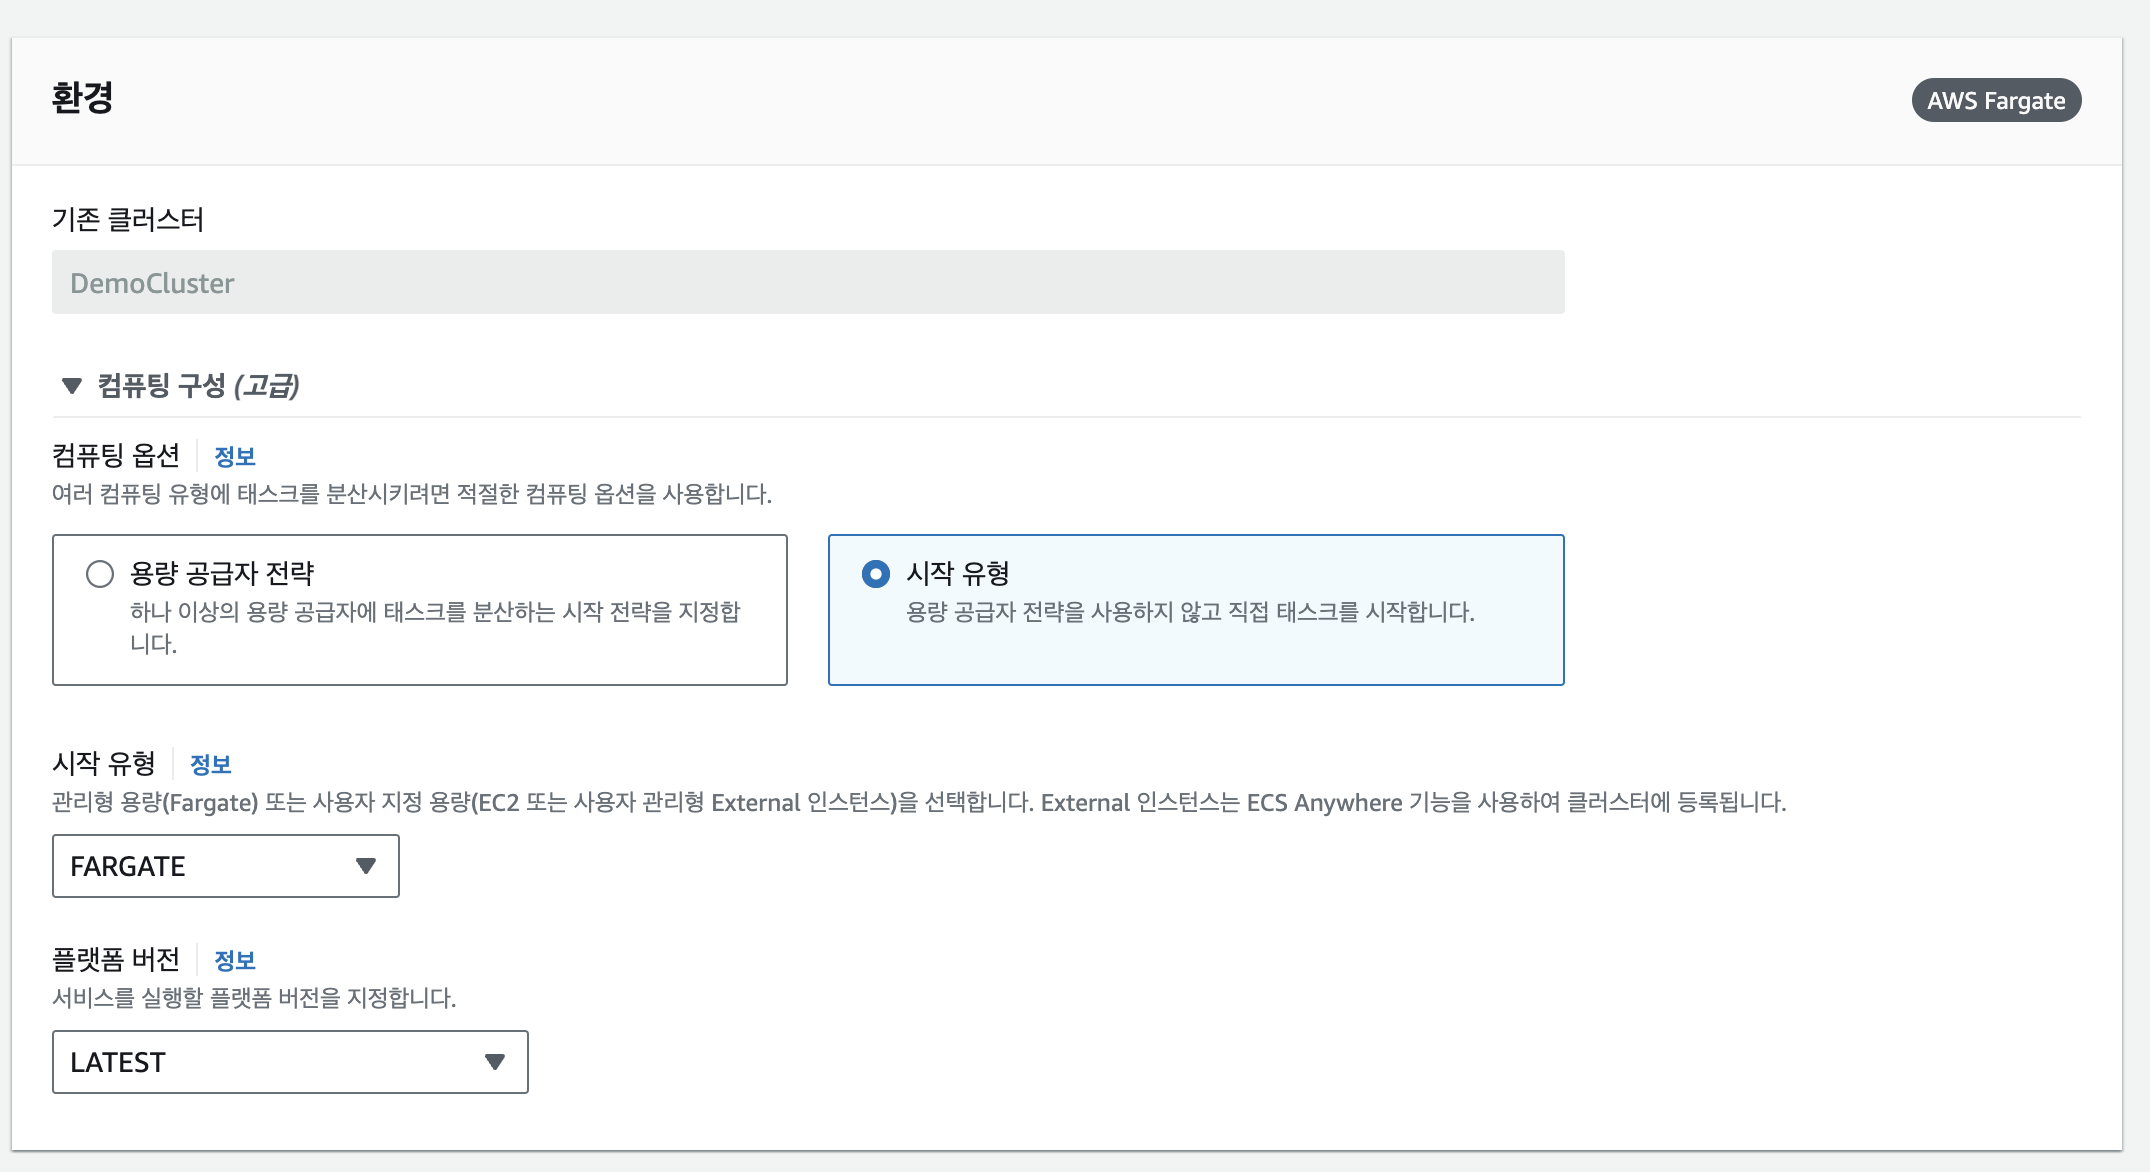 환경
AWS Fargate
기존 클러스터
DemoCluster
컴퓨팅 구성 (고급)
컴퓨팅 옵션 정보
여러 컴퓨팅 유형에 태스크를 분산시키려면 적절한 컴퓨팅 옵션을 사용합니다.
용량 공급자 전략
하나 이상의 용량 공급자에 태스크를 분산하는 시작 전략을 지정합
니다.
시작 유형
용량 공급자 전략을 사용하지 않고 직접 태스크를 시작합니다.
시작 유형 정보
관리형 용량(Fargate) 또는 사용자 지정 용량(EC2 또는 사용자 관리형 External 인스턴스)을 선택합니다. External 인스턴스는 ECS Anywhere 기능을 사용하여 클러스터에 등록됩니다.
FARGATE
플랫폼 버전 정보
서비스를 실행할 플랫폼 버전을 지정합니다.
LATEST